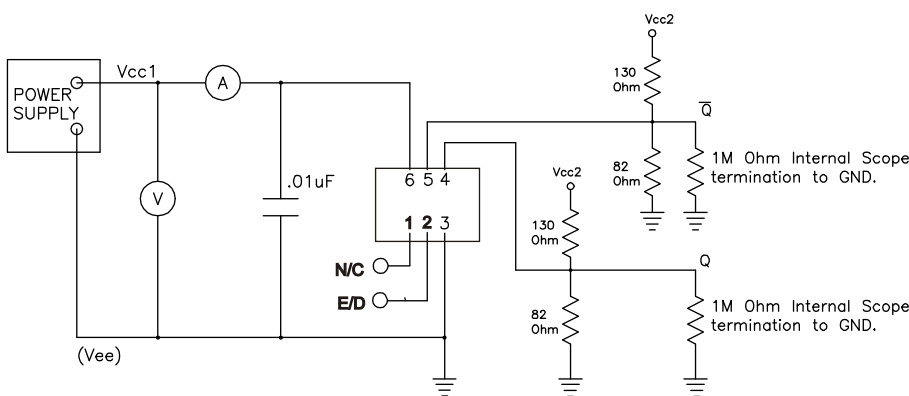 Vcc2
130
Ohm
Vcc1
A
POWER
SUPPLY
Q̅
82
Ohm
1M Ohm Internal Scope
termination to GND.
V
.01uF
6 5 4
Vcc2
1 2 3
130
Ohm
N/C
Q
E/D
82
Ohm
1M Ohm Internal Scope
termination to GND.
(Vee)